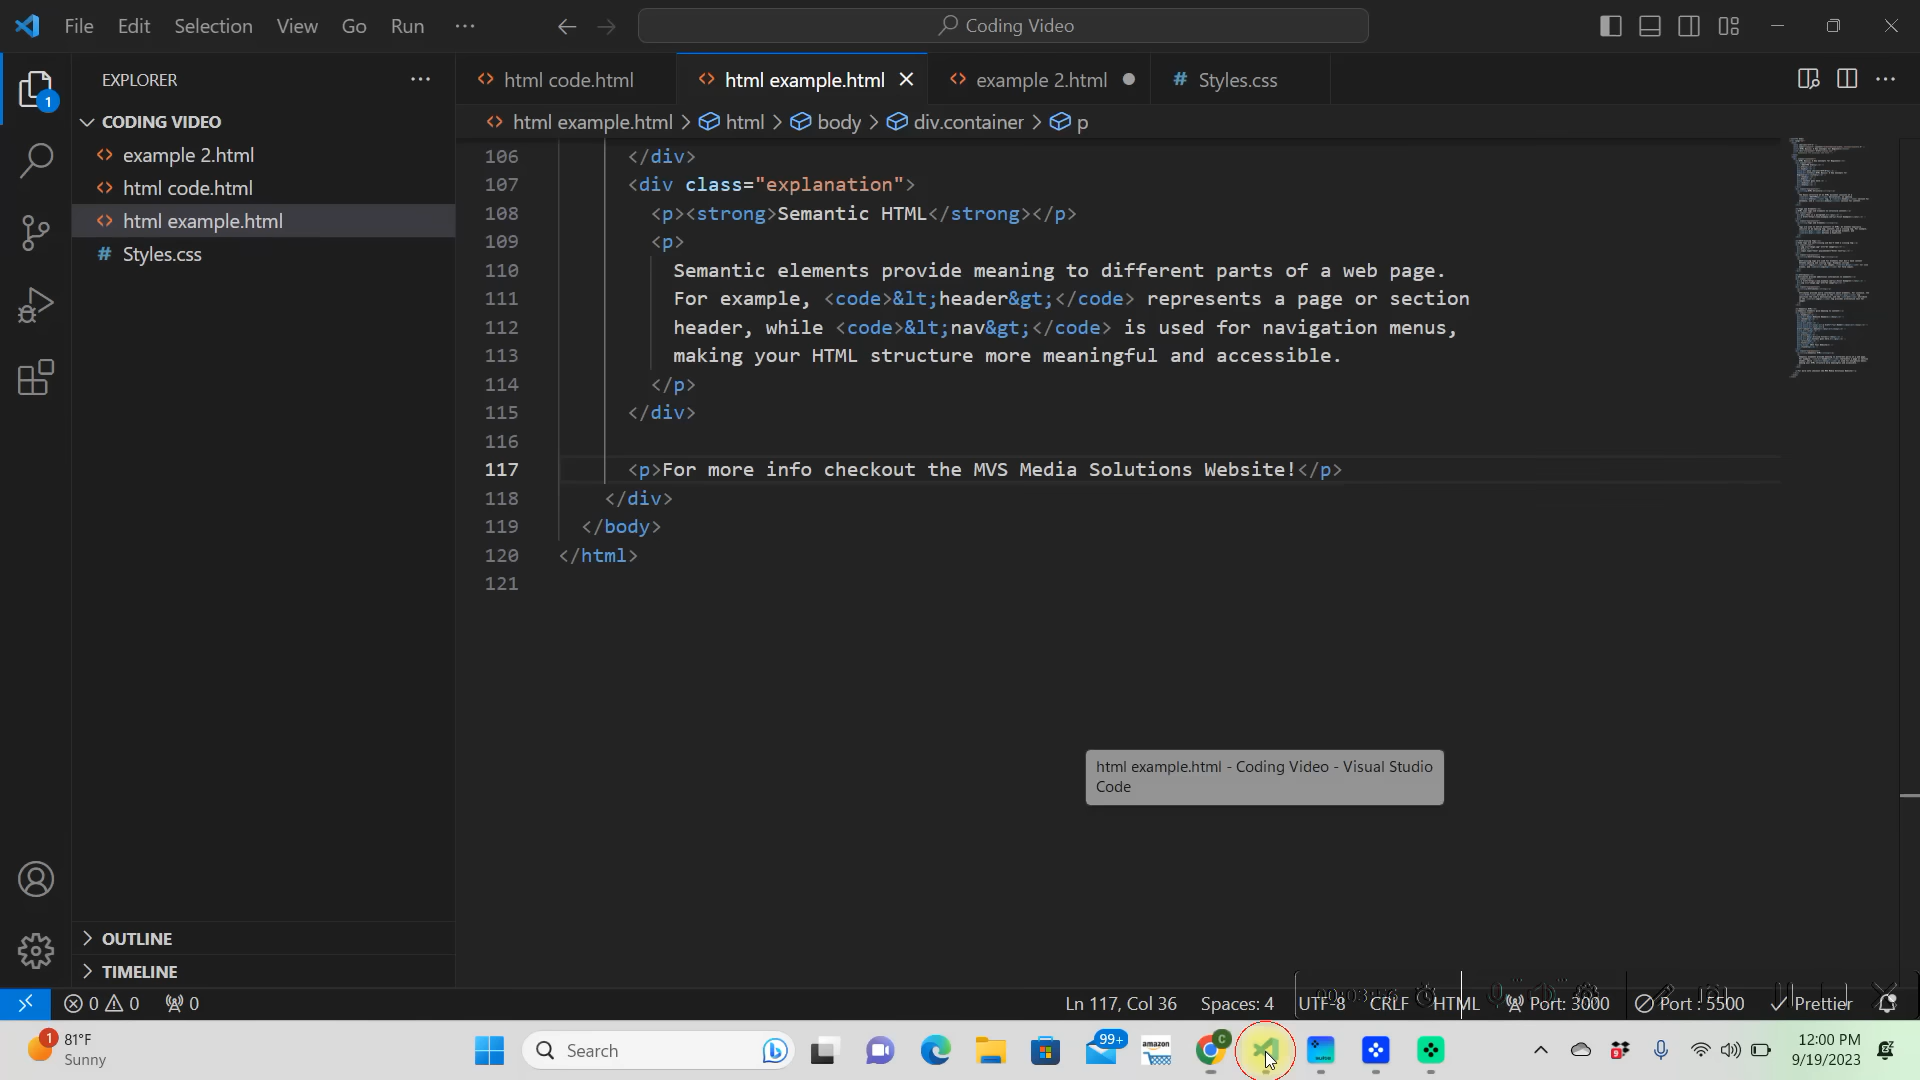 File Edit Selection View Go Run ··· Coding Video
EXPLORER ···
1
CODING VIDEO
example 2.html
html code.html
html example.html
# Styles.css
OUTLINE
TIMELINE
html code.html html example.html example 2.html # Styles.css
html example.html > html > body > div.container > p
106 </div>
107 <div class="explanation">
108 <p><strong>Semantic HTML</strong></p>
109 <p>
110 Semantic elements provide meaning to different parts of a web page.
111 For example, <code>&lt;header&gt;</code> represents a page or section
112 header, while <code>&lt;nav&gt;</code> is used for navigation menus,
113 making your HTML structure more meaningful and accessible.
114 </p>
115 </div>
116
117 <p>For more info checkout the MVS Media Solutions Website!</p>
118 </div>
119 </body>
120 </html>
121
html example.html - Coding Video - Visual Studio
Code
0 0 0 Ln 117, Col 36 Spaces: 4 UTF-8 CRLF HTML Port: 3000 Port : 5500 Prettier
1 81°F
Sunny
Search
99+
amazon
C
9
12:00 PM
9/19/2023